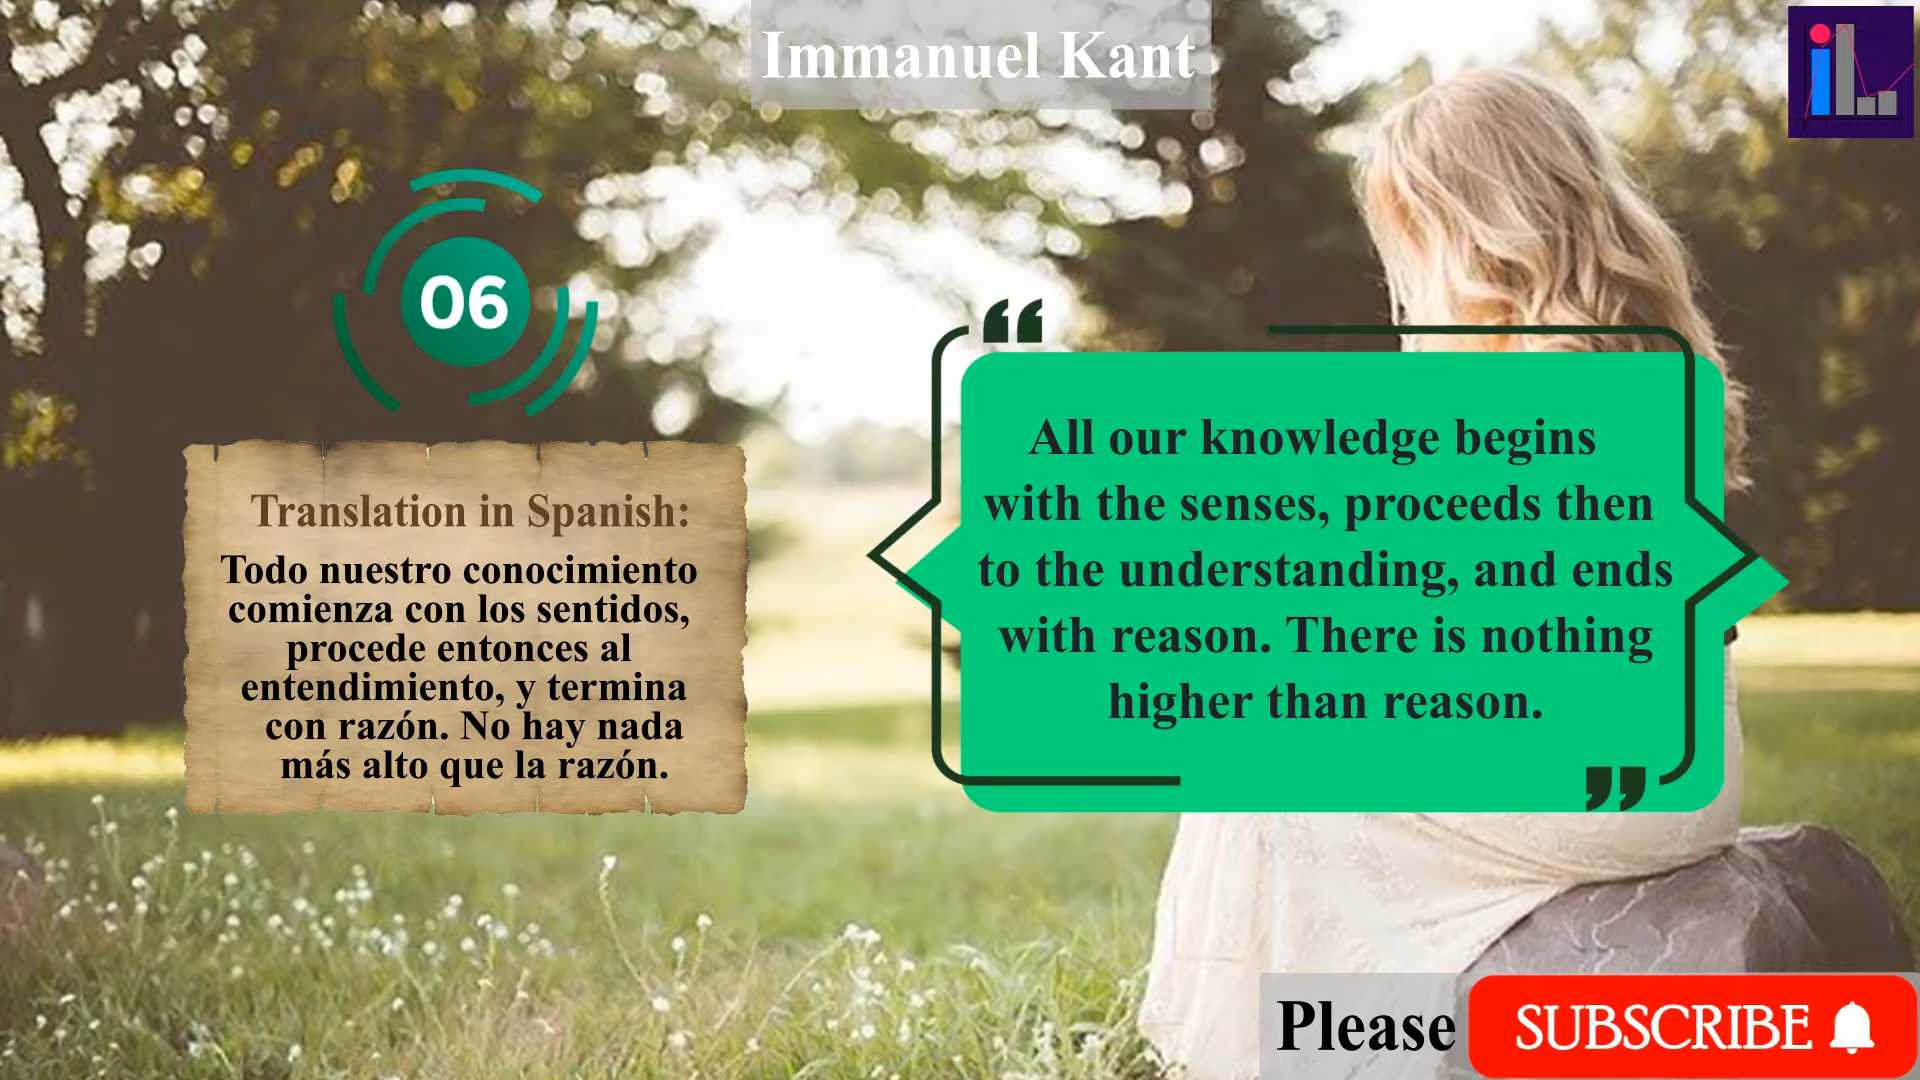 Immanuel Kant
06
Translation in Spanish:
Todo nuestro conocimiento
comienza con los sentidos,
procede entonces al
entendimiento, y termina
con razón. No hay nada
más alto que la razón.
“
All our knowledge begins
with the senses, proceeds then
to the understanding, and ends
with reason. There is nothing
higher than reason.
”
Please SUBSCRIBE